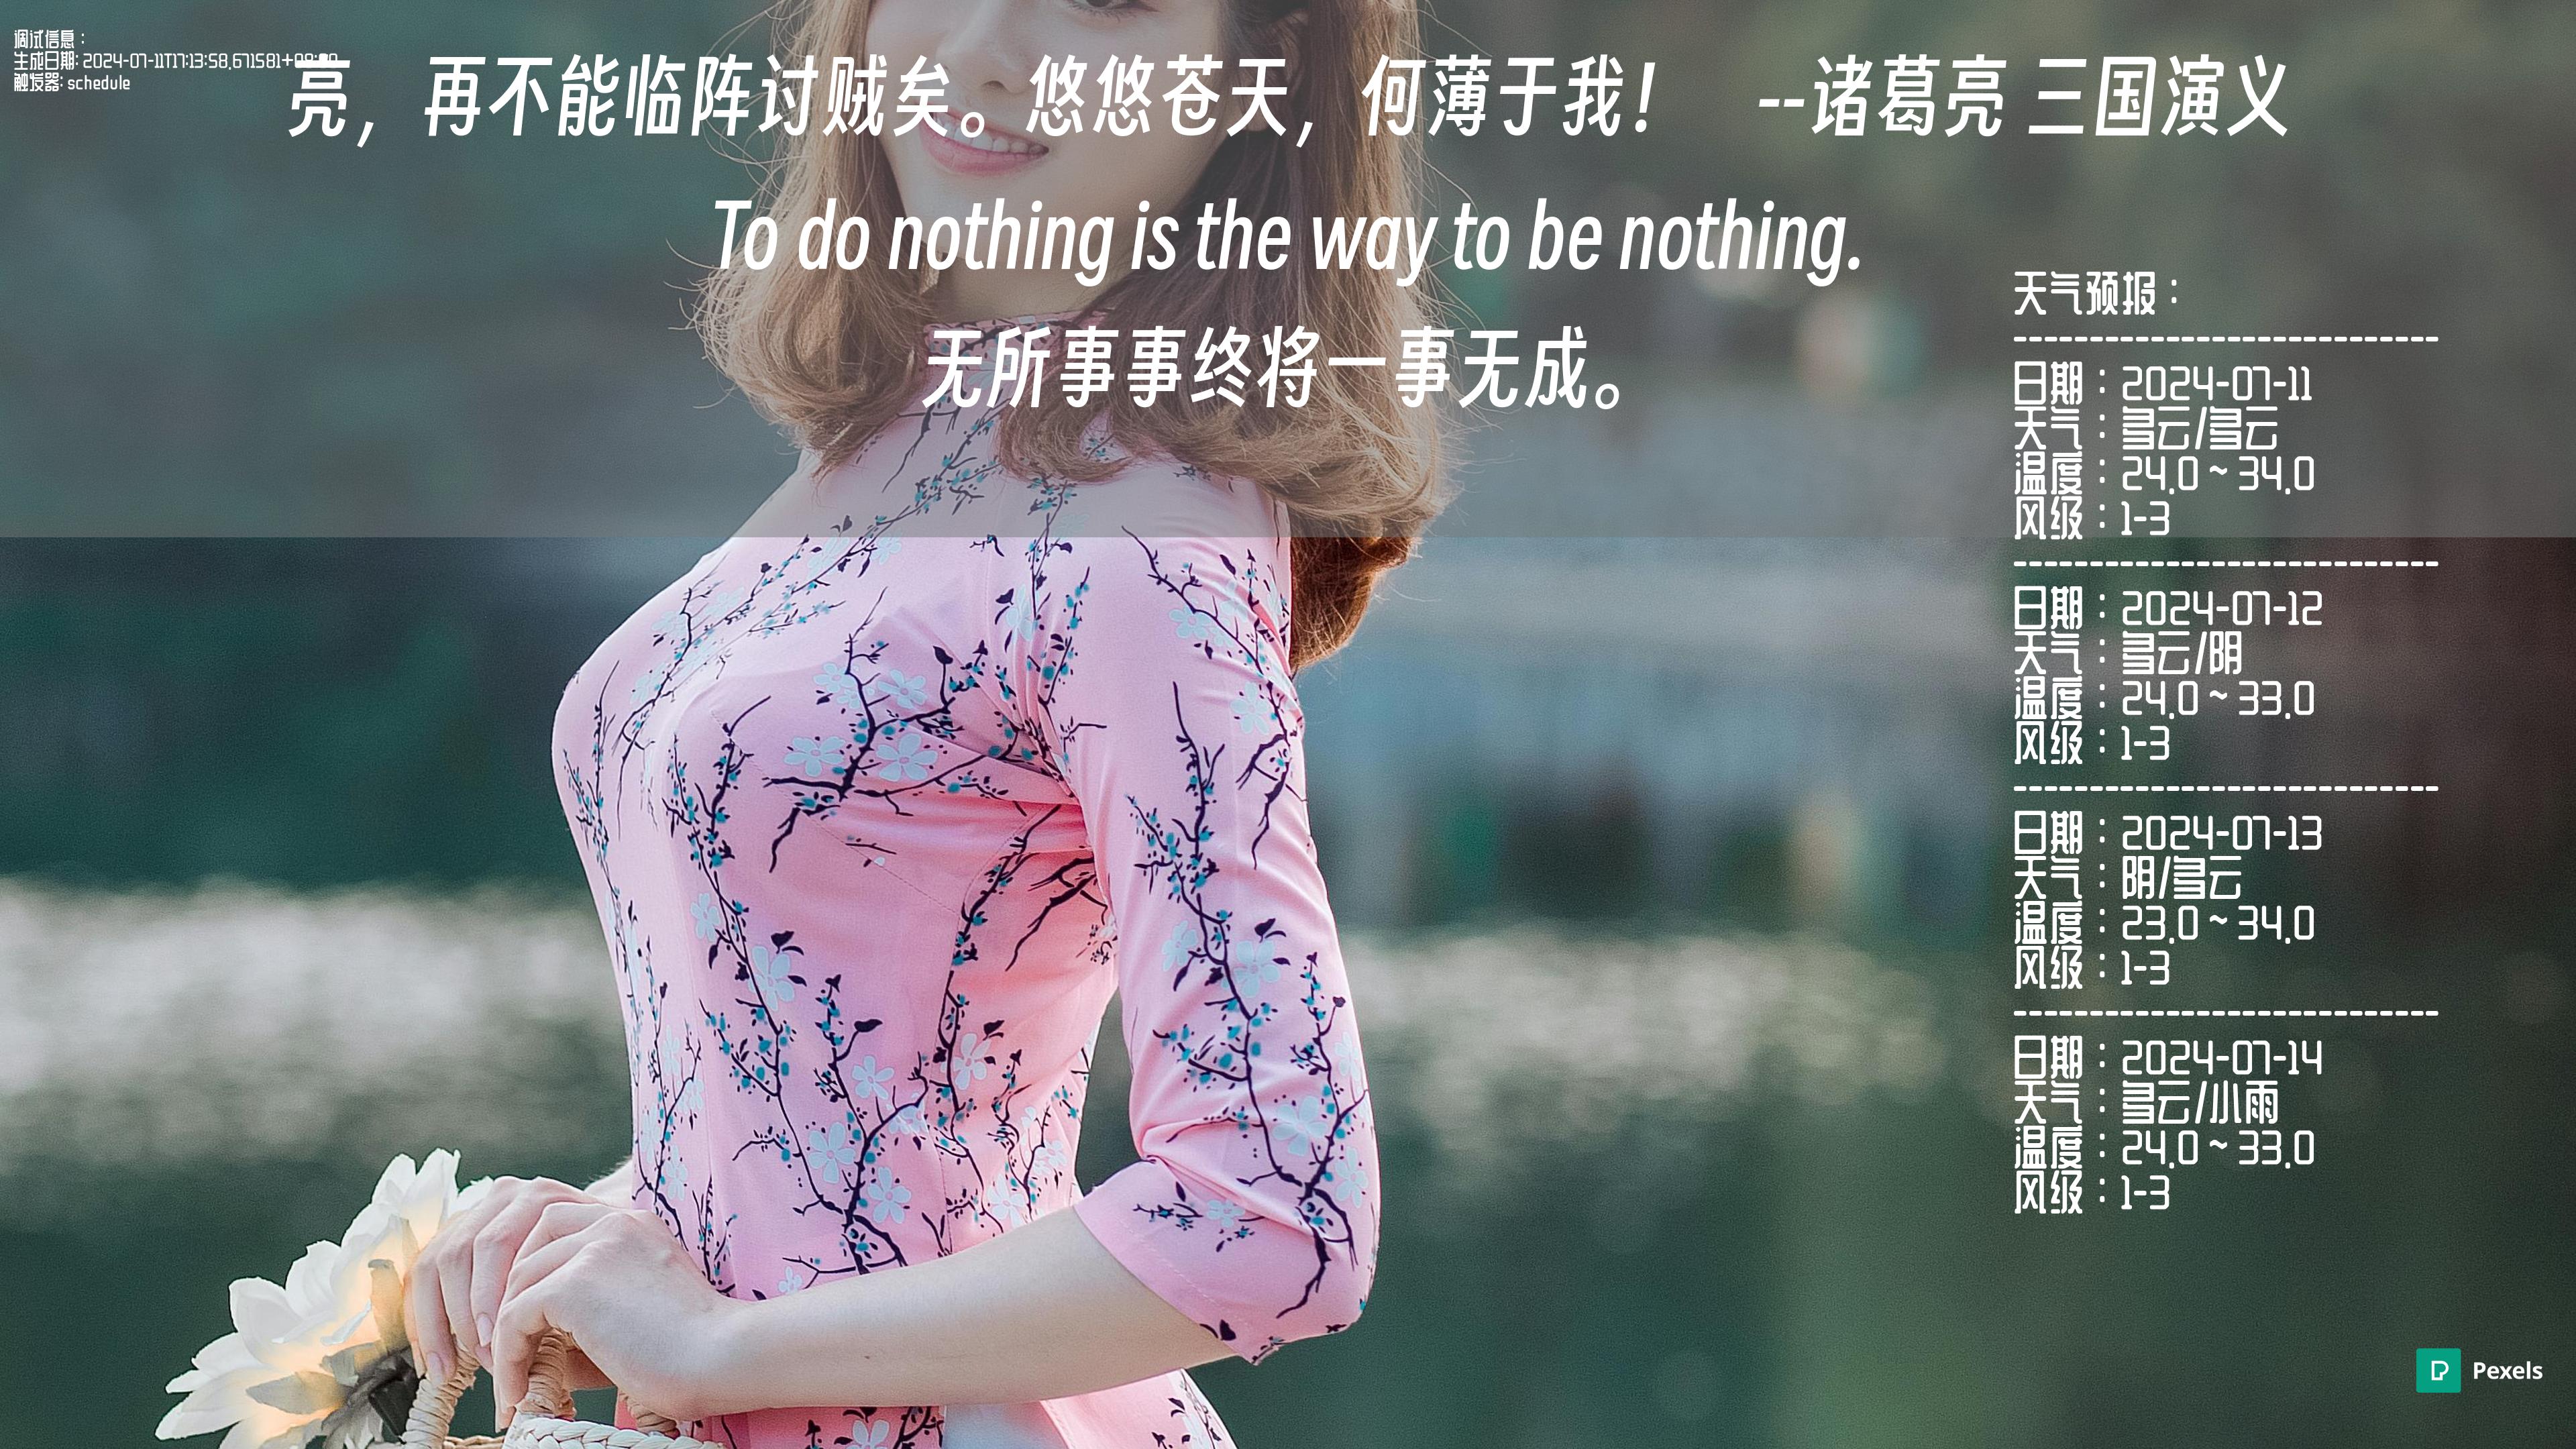 调试信息：
生成日期: 2024-07-11T17:13:58.671581+08:00
触发器: schedule
亮，再不能临阵讨贼矣。悠悠苍天，何薄于我！ --诸葛亮 三国演义
To do nothing is the way to be nothing.
无所事事终将一事无成。
天气预报：
------------------------------
日期：2024-07-11
天气：多云/多云
温度：24.0 ~ 34.0
风级：1-3
------------------------------
日期：2024-07-12
天气：多云/阴
温度：24.0 ~ 33.0
风级：1-3
------------------------------
日期：2024-07-13
天气：阴/多云
温度：23.0 ~ 34.0
风级：1-3
------------------------------
日期：2024-07-14
天气：多云/小雨
温度：24.0 ~ 33.0
风级：1-3
Pexels